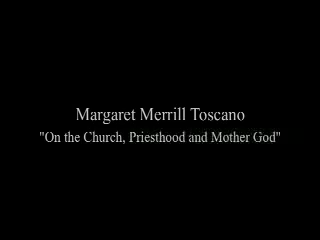 Margaret Merrill Toscano
"On the Church, Priesthood and Mother God"